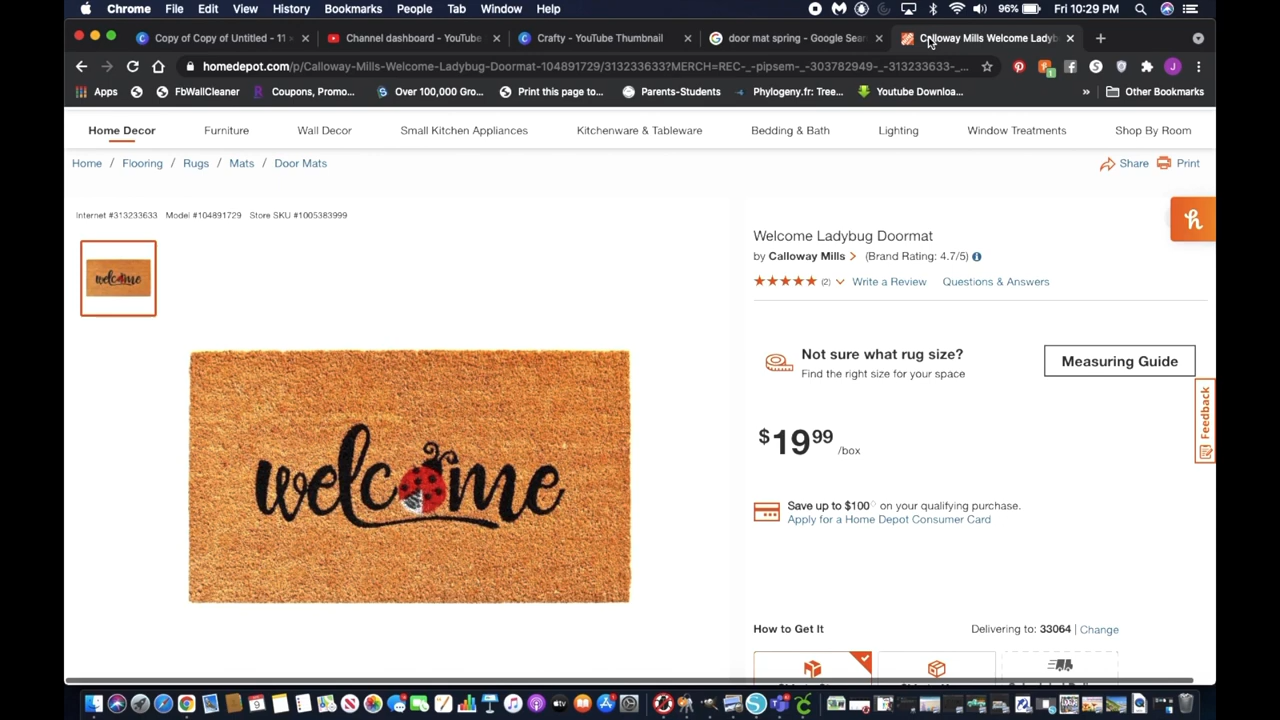 Chrome File Edit View History Bookmarks People Tab Window Help 96% Fri 10:29 PM
Copy of Copy of Untitled - 11 Channel dashboard - YouTube Crafty - YouTube Thumbnail door mat spring - Google Sear Calloway Mills Welcome Ladyb
homedepot.com/p/Calloway-Mills-Welcome-Ladybug-Doormat-104891729/313233633?MERCH=REC-_-pipsem-_-303782949-_-313233633-_...
Apps FbWallCleaner Coupons, Promo... Over 100,000 Gro... Print this page to... Parents-Students Phylogeny.fr: Tree... Youtube Downloa... » Other Bookmarks
Home Decor Furniture Wall Decor Small Kitchen Appliances Kitchenware & Tableware Bedding & Bath Lighting Window Treatments Shop By Room
Home / Flooring / Rugs / Mats / Door Mats
Share Print
Internet #313233633 Model #104891729 Store SKU #1005383999
welcome
Welcome Ladybug Doormat
by Calloway Mills > (Brand Rating: 4.7/5)
(2) Write a Review Questions & Answers
Not sure what rug size?
Find the right size for your space
Measuring Guide
Feedback
$19 99 /box
welcome
Save up to $100 on your qualifying purchase.
Apply for a Home Depot Consumer Card
How to Get It
Delivering to: 33064 | Change